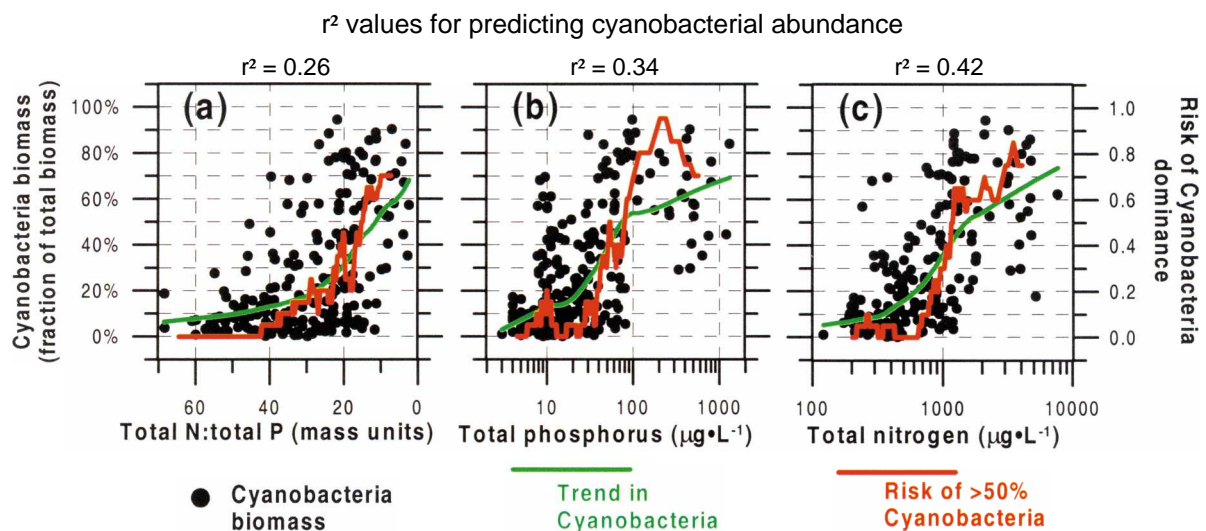 r² values for predicting cyanobacterial abundance
r² = 0.26
r² = 0.34
r² = 0.42
Cyanobacteria biomass
(fraction of total biomass)
100%
80%
60%
40%
20%
0%
(a)
(b)
(c)
1.0
0.8
0.6
0.4
0.2
0.0
Risk of Cyanobacteria
dominance
60 40 20 0
10 100 1000
100 1000 10000
Total N:total P (mass units)
Total phosphorus (µg•L⁻¹)
Total nitrogen (µg•L⁻¹)
Cyanobacteria
biomass
Trend in
Cyanobacteria
Risk of >50%
Cyanobacteria